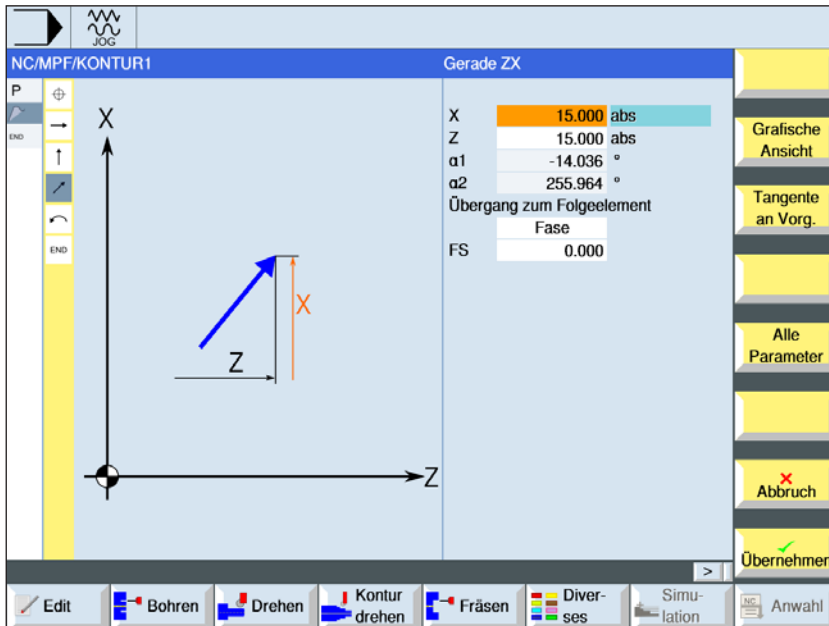 JOG
NC/MPF/KONTUR1
Gerade ZX
P
END
END
X
Z
X
Z
X 15.000 abs
Z 15.000 abs
α1 -14.036 °
α2 255.964 °
Übergang zum Folgeelement
Fase
FS 0.000
Grafische
Ansicht
Tangente
an Vorg.
Alle
Parameter
Abbruch
Übernehmen
>
Edit
Bohren
Drehen
Kontur
drehen
Fräsen
Diver-
ses
Simu-
lation
NC
Anwahl